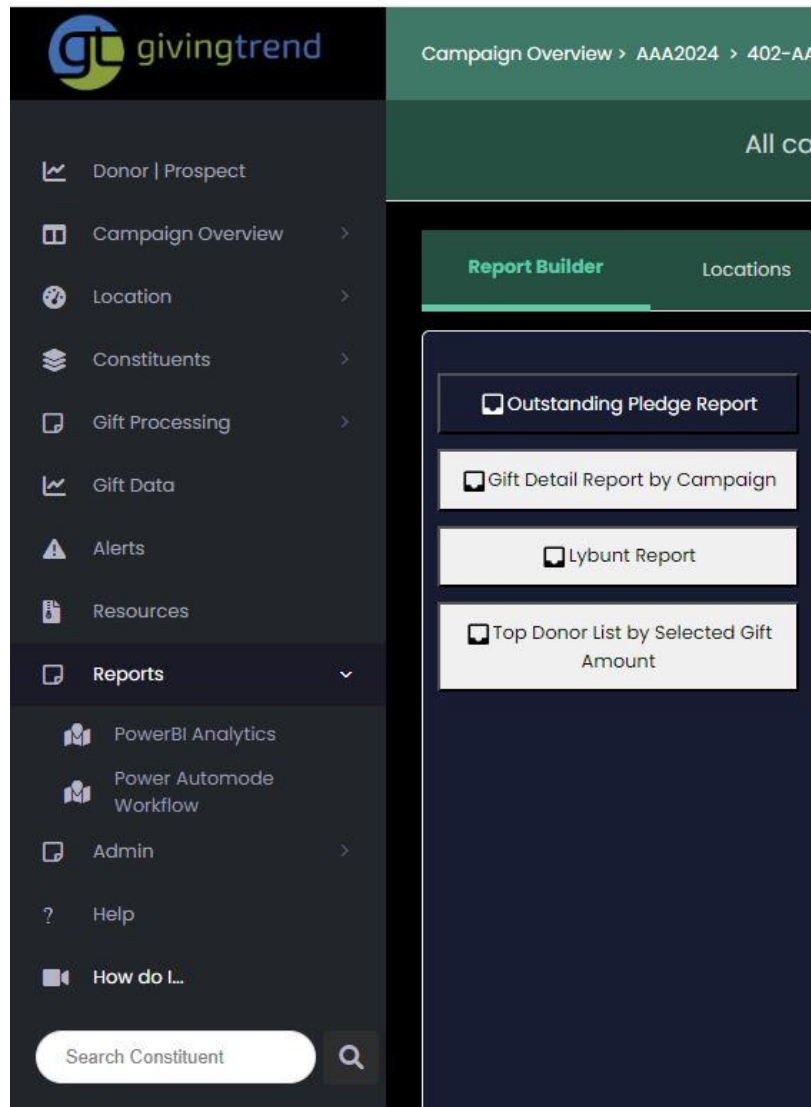 gt givingtrend
Donor | Prospect
Campaign Overview
Location
Constituents
Gift Processing
Gift Data
Alerts
Resources
Reports
PowerBI Analytics
Power Automode
Workflow
Admin
? Help
How do I...
Search Constituent
Campaign Overview > AAA2024 > 402-AA
All ca
Report Builder
Locations
Outstanding Pledge Report
Gift Detail Report by Campaign
Lybunt Report
Top Donor List by Selected Gift
Amount